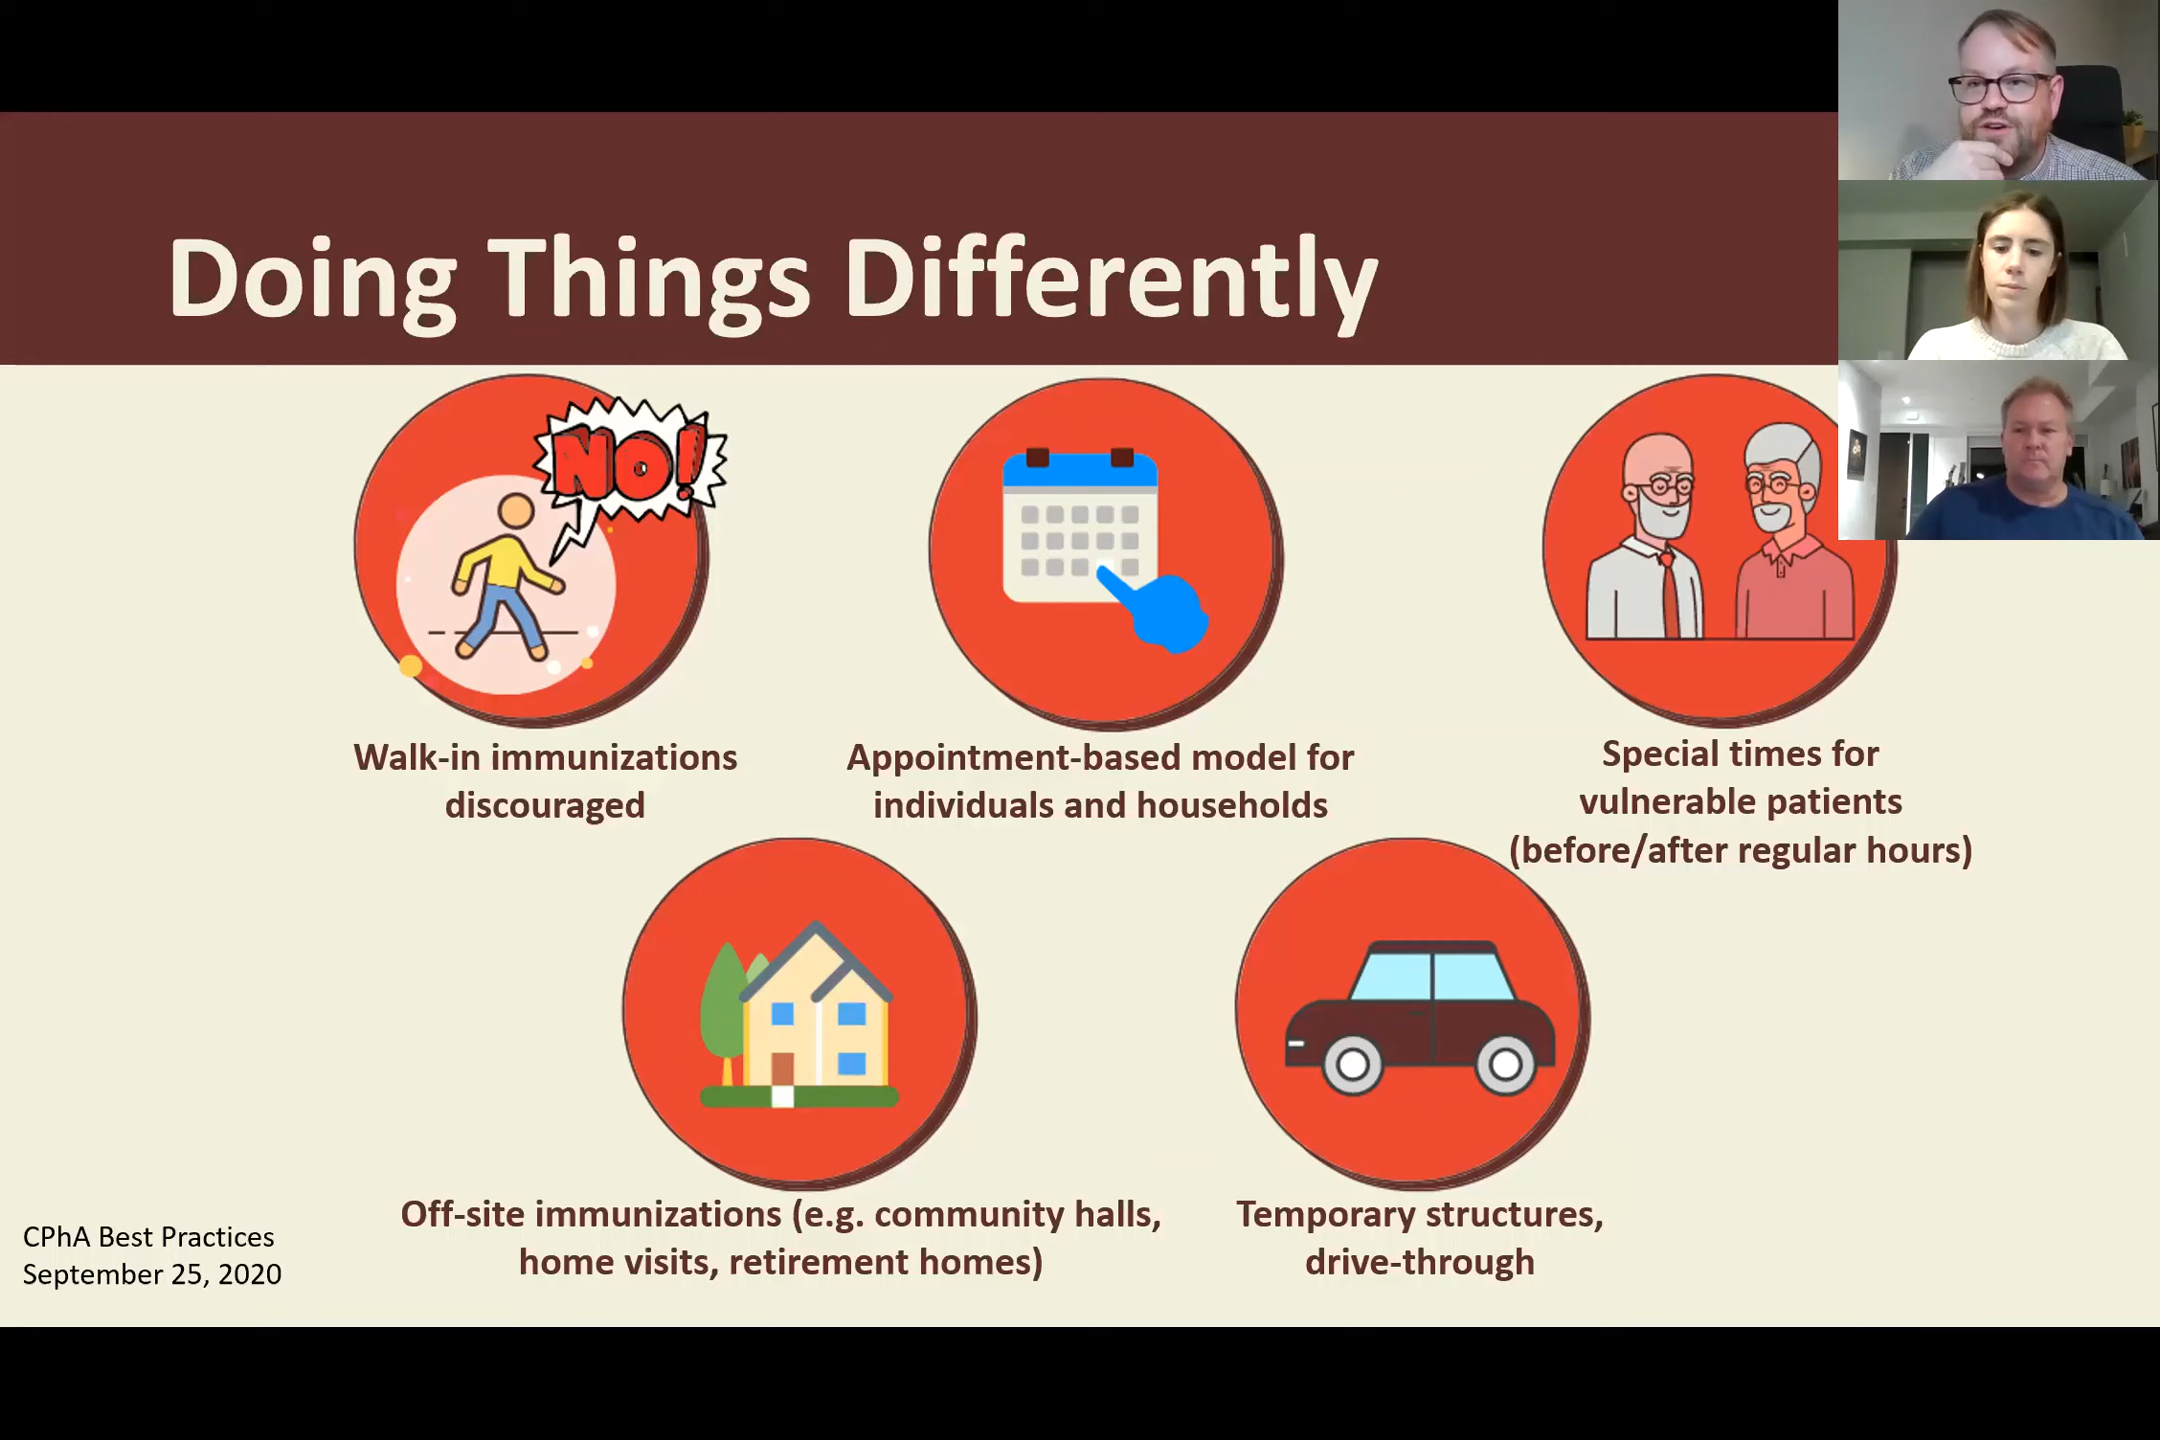 Doing Things Differently
NO!
Walk-in immunizations
discouraged
Appointment-based model for
individuals and households
Special times for
vulnerable patients
(before/after regular hours)
Off-site immunizations (e.g. community halls,
home visits, retirement homes)
Temporary structures,
drive-through
CPhA Best Practices
September 25, 2020